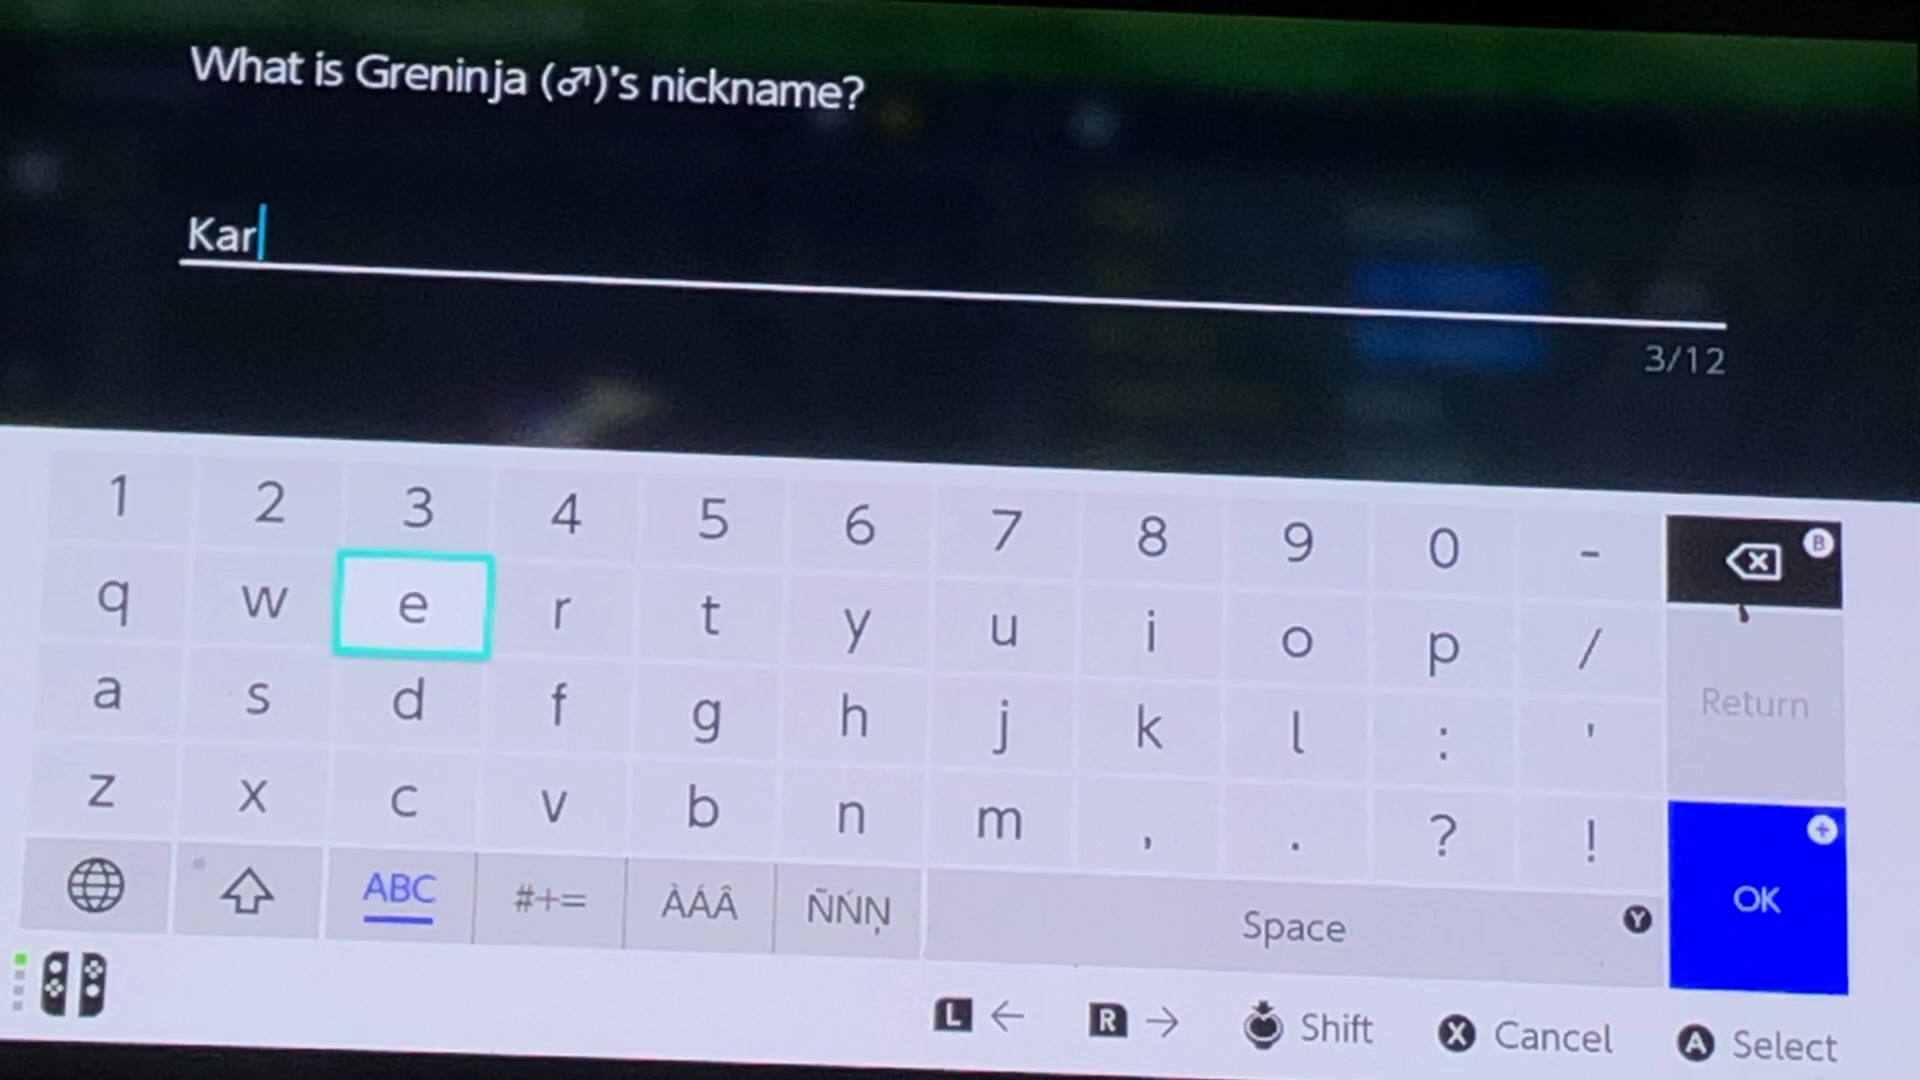 What is Greninja (♂)'s nickname?
Kar
3/12
1 2 3 4 5 6 7 8 9 0 - B
q w e r t y u i o p /
a s d f g h j k l : ' Return
z x c v b n m , . ? ! +
ABC #+= ÀÁÂ ÑŃŅ Space Y OK
L ← R → Shift X Cancel A Select